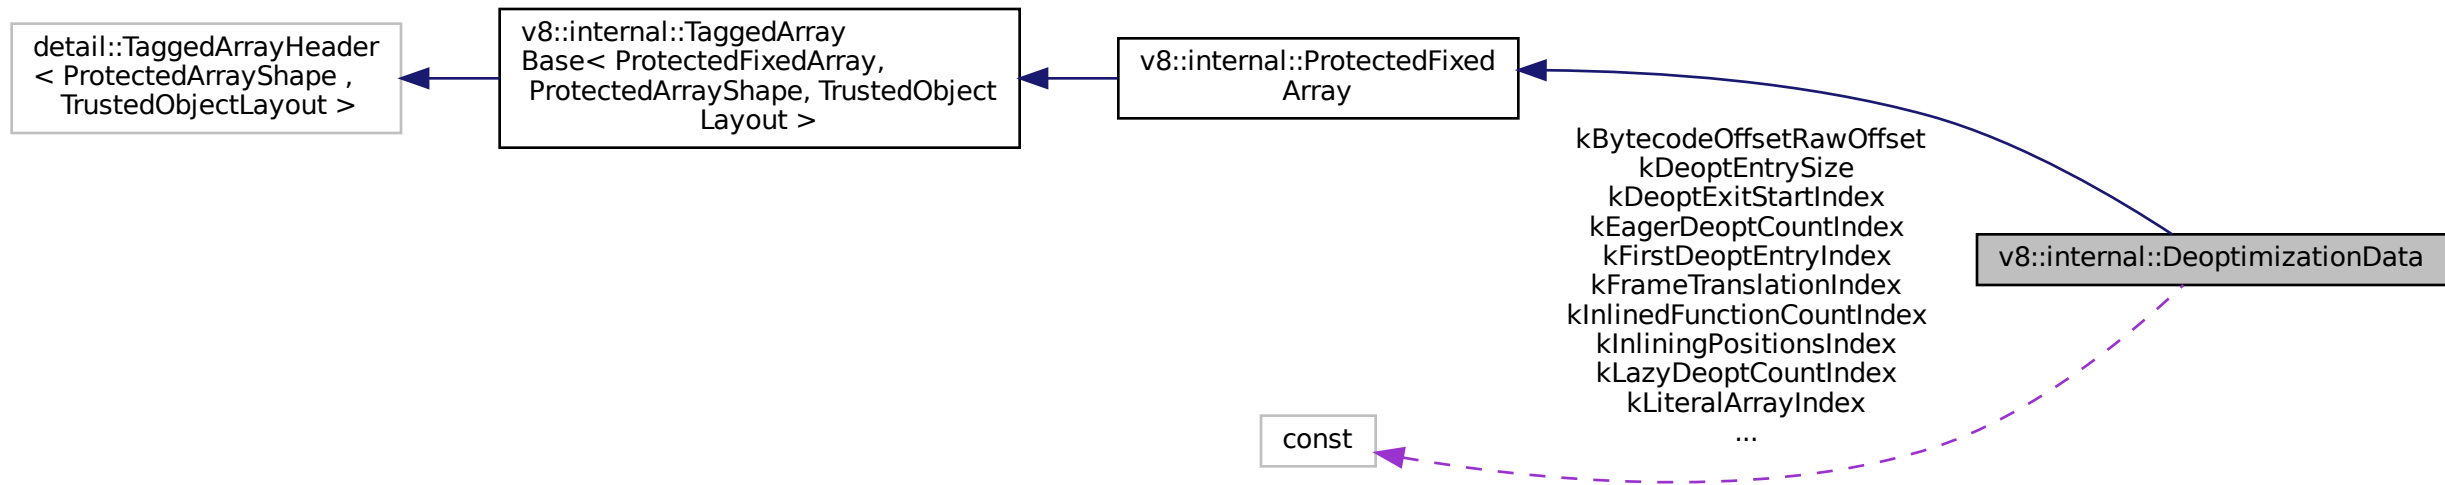 detail::TaggedArrayHeader
< ProtectedArrayShape ,
TrustedObjectLayout >
v8::internal::TaggedArray
Base< ProtectedFixedArray,
ProtectedArrayShape, TrustedObject
Layout >
v8::internal::ProtectedFixed
Array
kBytecodeOffsetRawOffset
kDeoptEntrySize
kDeoptExitStartIndex
kEagerDeoptCountIndex
kFirstDeoptEntryIndex
kFrameTranslationIndex
kInlinedFunctionCountIndex
kInliningPositionsIndex
kLazyDeoptCountIndex
kLiteralArrayIndex
...
v8::internal::DeoptimizationData
const